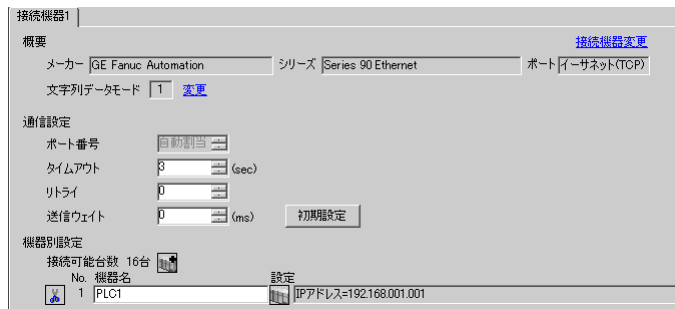 接続機器1
概要
接続機器変更
メーカー GE Fanuc Automation シリーズ Series 90 Ethernet ポート イーサネット(TCP)
文字列データモード 1 変更
通信設定
ポート番号 自動割当
タイムアウト 3 (sec)
リトライ 0
送信ウェイト 0 (ms) 初期設定
機器別設定
接続可能台数 16台
No. 機器名 設定
1 PLC1 IPアドレス=192.168.001.001